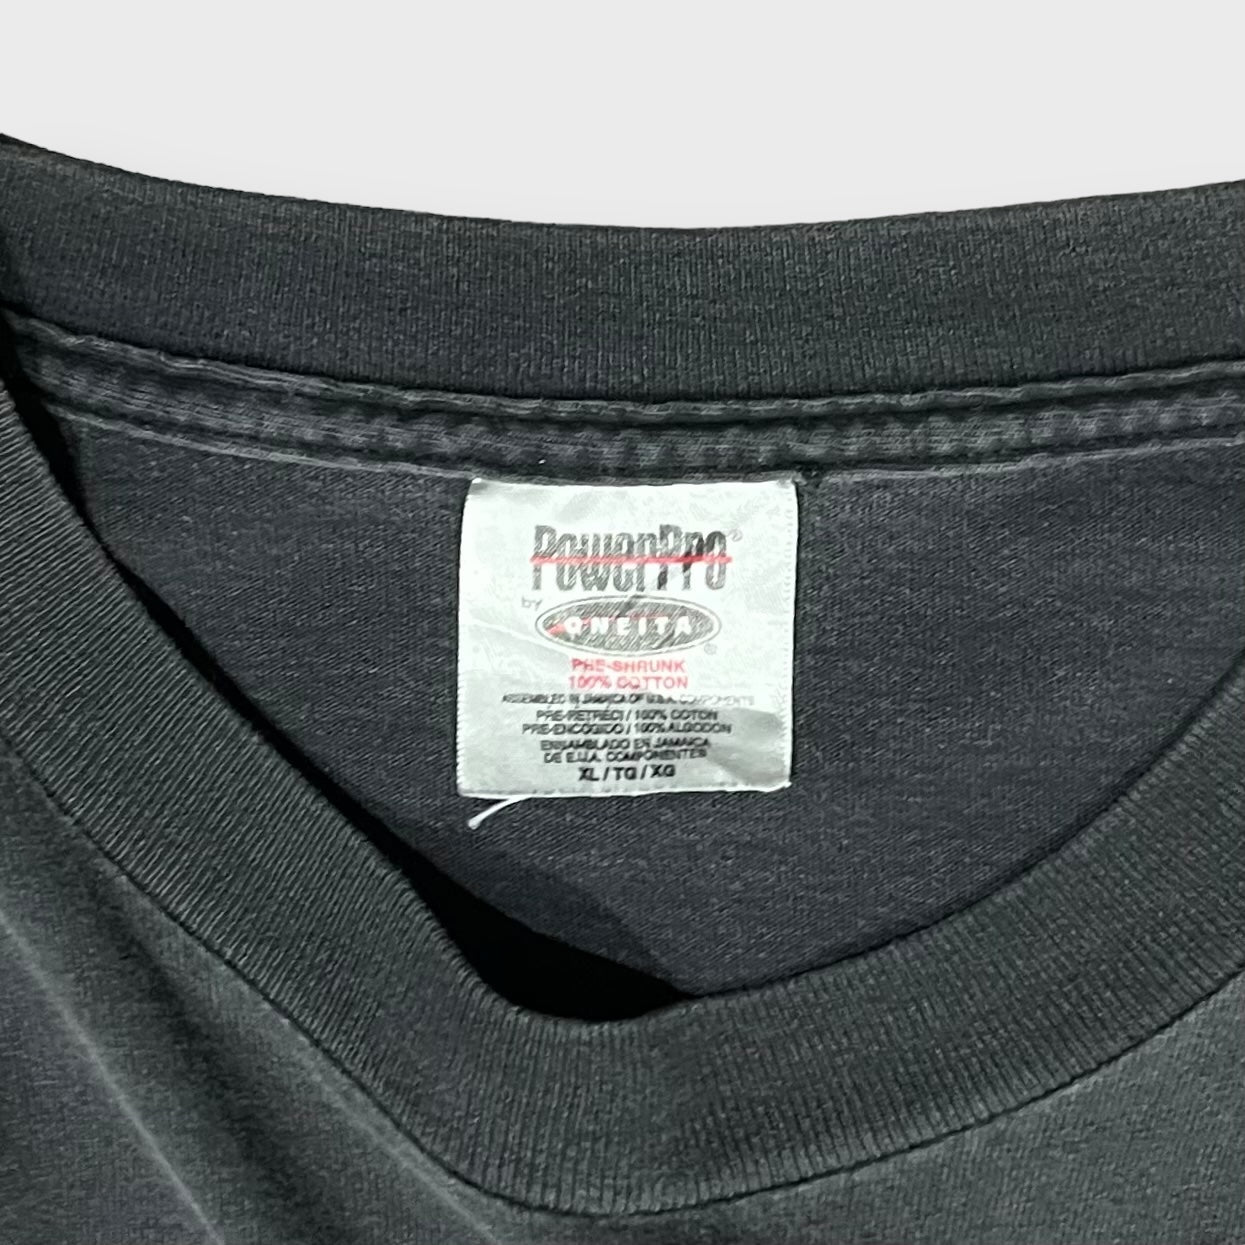 PowerPro®
by ONEITA®
PRE-SHRUNK
100% COTTON
ASSEMBLED IN JAMAICA OF U.S.A. COMPONENTS
PRE-RETRECI / 100% COTON
PRE-ENCOGIDO / 100% ALGODON
ENSAMBLADO EN JAMAICA
DE E.U.A. COMPONENTES
XL / TG / XG